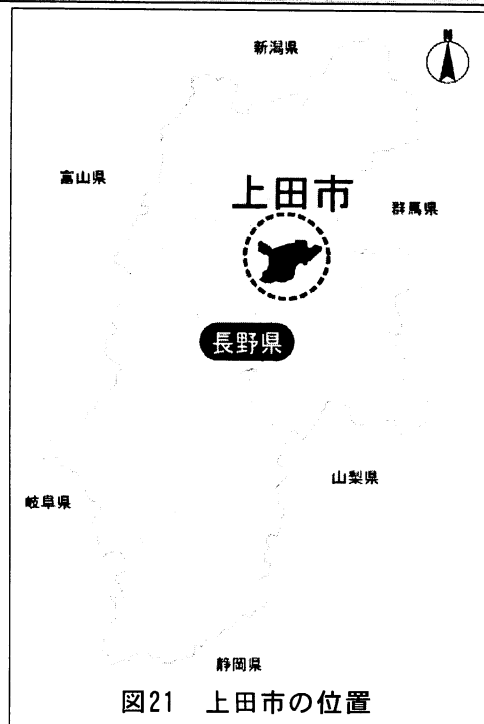 新潟県
N
富山県
上田市
群馬県
長野県
山梨県
岐阜県
静岡県
図21 上田市の位置